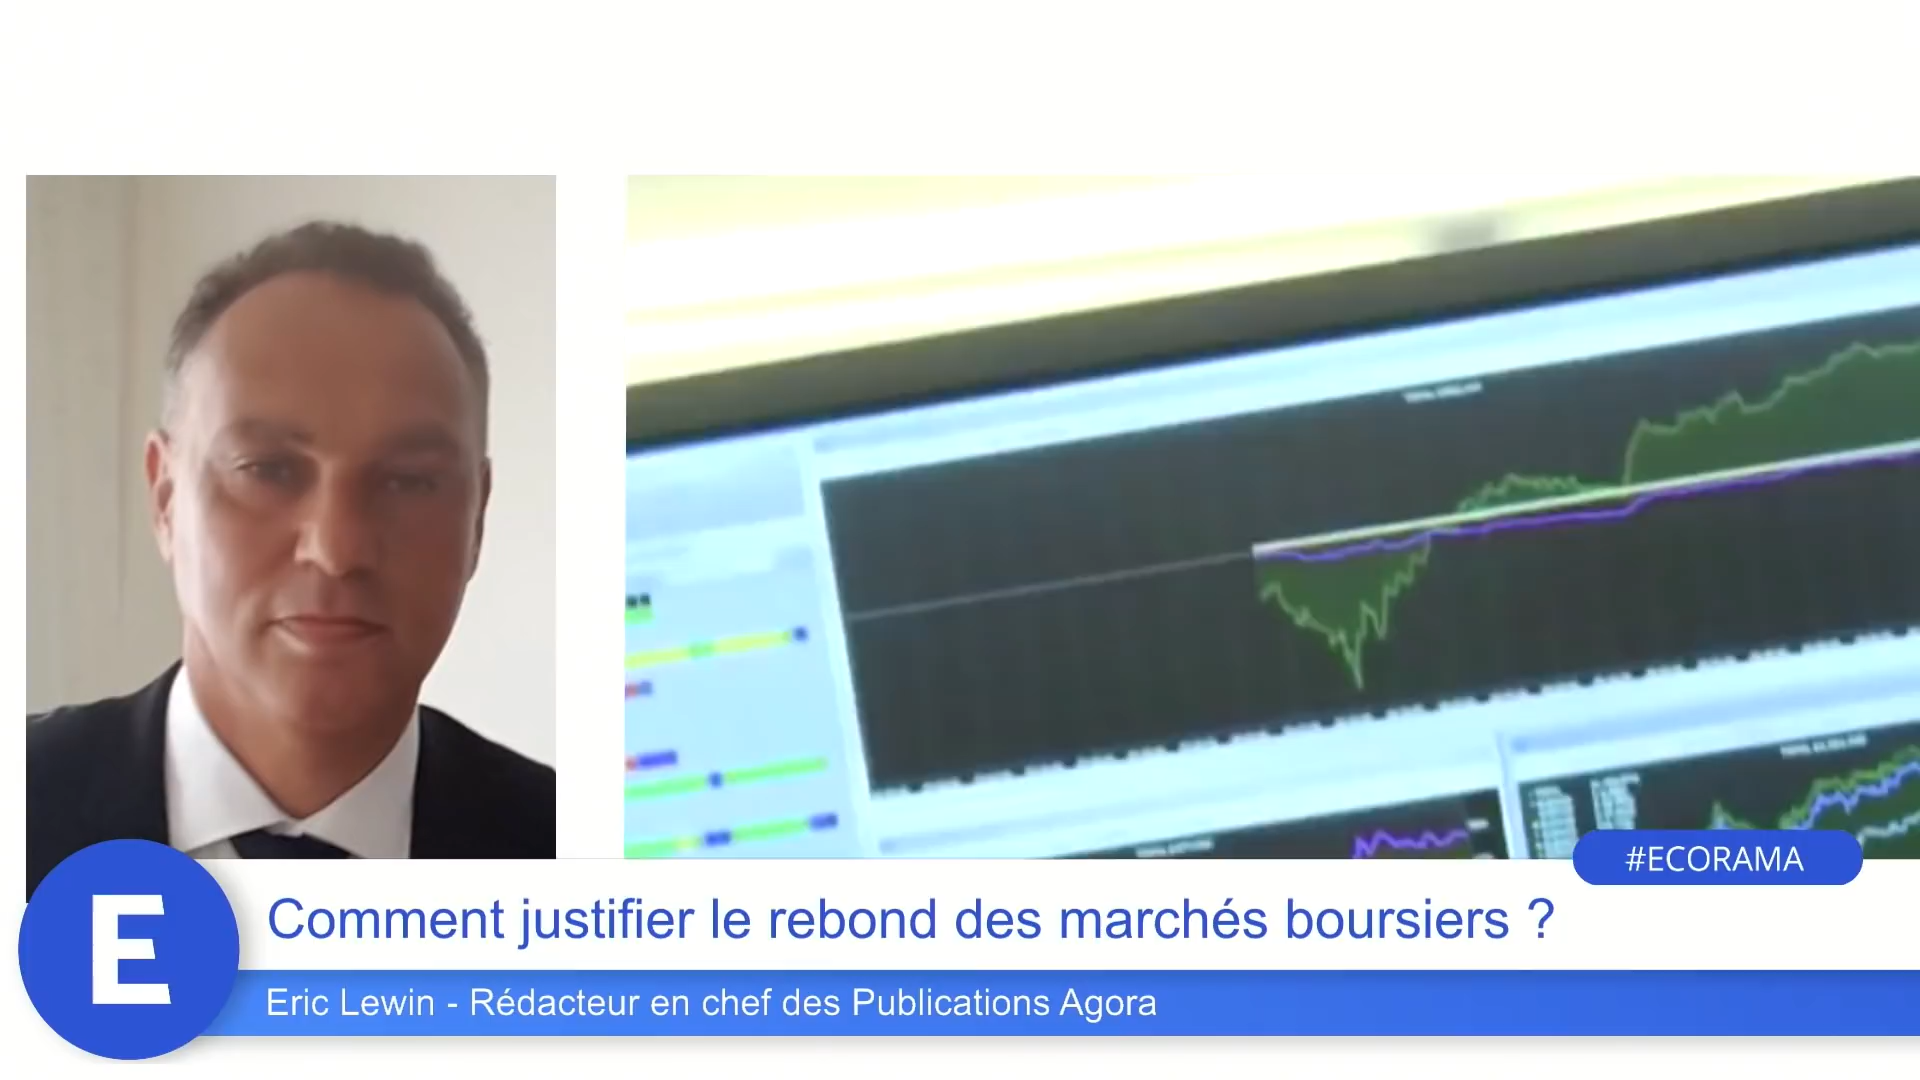 #ECORAMA
E
Comment justifier le rebond des marchés boursiers ?
Eric Lewin - Rédacteur en chef des Publications Agora